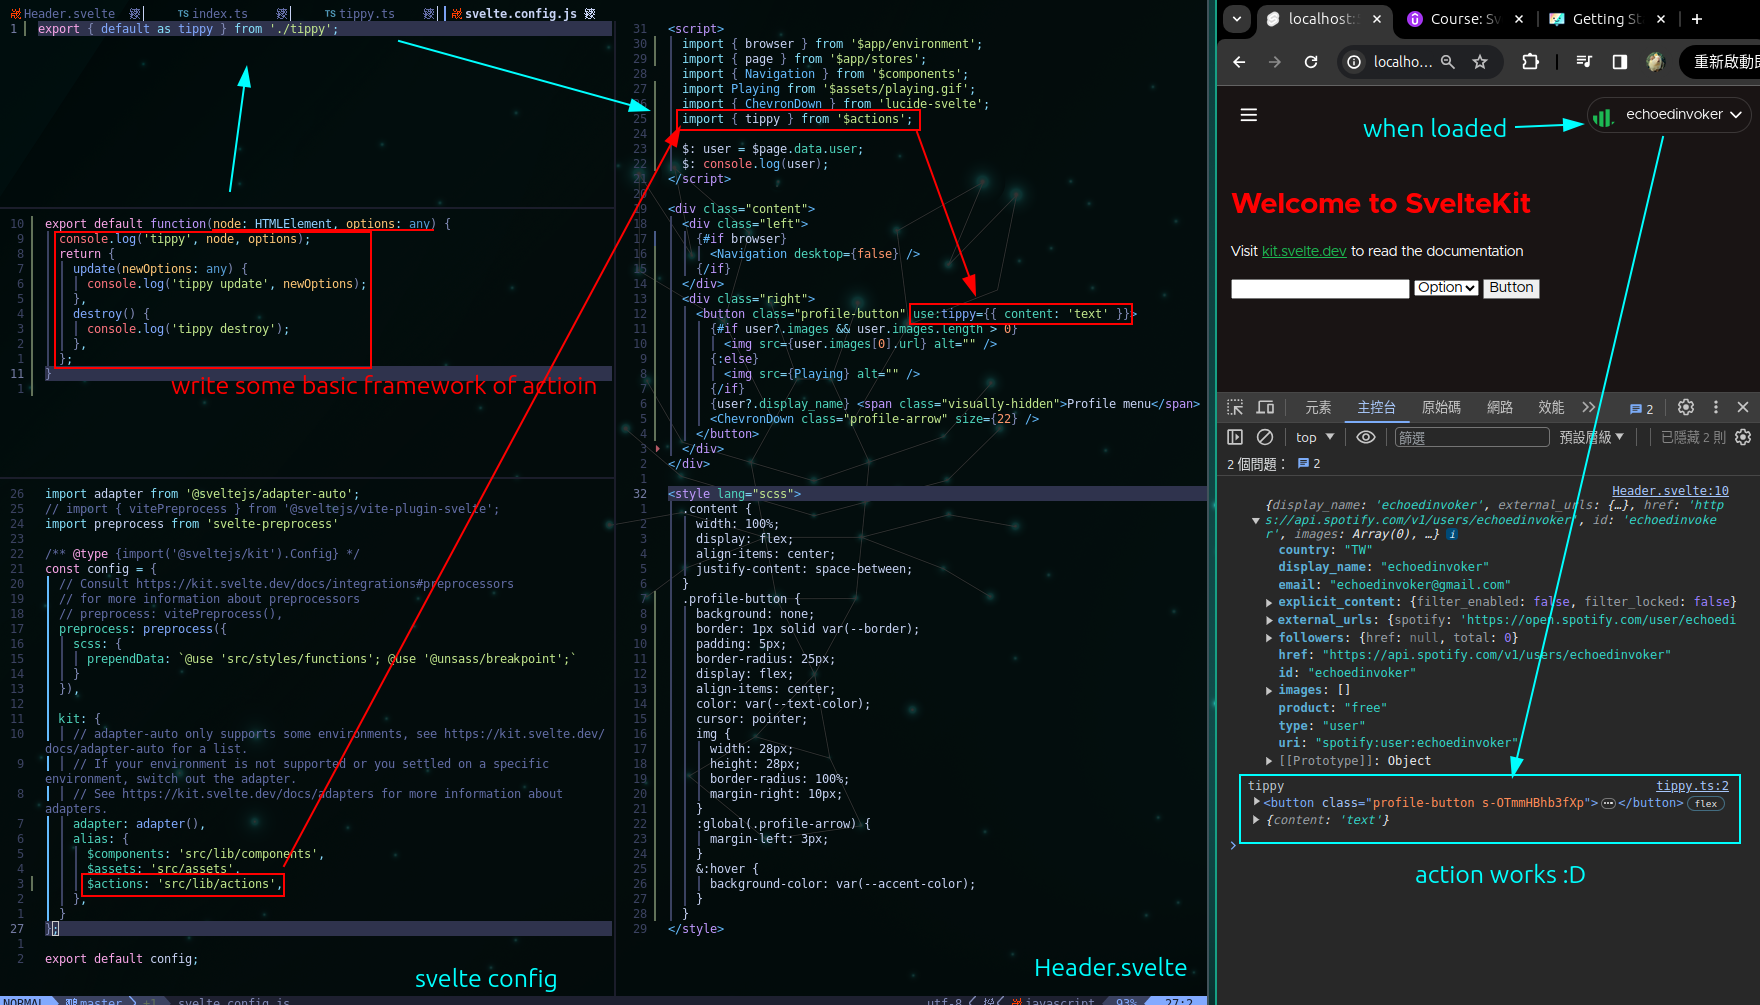 Header.svelte
index.ts
tippy.ts
svelte.config.js
1 export { default as tippy } from './tippy';
10 export default function(node: HTMLElement, options: any) {
9 console.log('tippy', node, options);
8 return {
7 update(newOptions: any) {
6 console.log('tippy update', newOptions);
5 },
4 destroy() {
3 console.log('tippy destroy');
2 },
1 };
11 }
1
write some basic framework of actioin
26 import adapter from '@sveltejs/adapter-auto';
25 // import { vitePreprocess } from '@sveltejs/vite-plugin-svelte';
24 import preprocess from 'svelte-preprocess'
23
22 /** @type {import('@sveltejs/kit').Config} */
21 const config = {
20 // Consult https://kit.svelte.dev/docs/integrations#preprocessors
19 // for more information about preprocessors
18 // preprocess: vitePreprocess(),
17 preprocess: preprocess({
16 scss: {
15 prependData: `@use 'src/styles/functions'; @use '@unsass/breakpoint';`
14 }
13 }),
12
11 kit: {
10 // adapter-auto only supports some environments, see https://kit.svelte.dev/
docs/adapter-auto for a list.
9 // If your environment is not supported or you settled on a specific
environment, switch out the adapter.
8 // See https://kit.svelte.dev/docs/adapters for more information about
adapters.
7 adapter: adapter(),
6 alias: {
5 $components: 'src/lib/components',
4 $assets: 'src/assets',
3 $actions: 'src/lib/actions',
2 },
1 }
27 };
1
2 export default config;
svelte config
NORMAL master +1 svelte.config.js
31 <script>
30 import { browser } from '$app/environment';
29 import { page } from '$app/stores';
28 import { Navigation } from '$components';
27 import Playing from '$assets/playing.gif';
26 import { ChevronDown } from 'lucide-svelte';
25 import { tippy } from '$actions';
24
23 $: user = $page.data.user;
22 $: console.log(user);
21 </script>
20
19 <div class="content">
18 <div class="left">
17 {#if browser}
16 <Navigation desktop={false} />
15 {/if}
14 </div>
13 <div class="right">
12 <button class="profile-button" use:tippy={{ content: 'text' }}>
11 {#if user?.images && user.images.length > 0}
10 <img src={user.images[0].url} alt="" />
9 {:else}
8 <img src={Playing} alt="" />
7 {/if}
6 {user?.display_name} <span class="visually-hidden">Profile menu</span>
5 <ChevronDown class="profile-arrow" size={22} />
4 </button>
3 </div>
2 </div>
1
32 <style lang="scss">
1 .content {
2 width: 100%;
3 display: flex;
4 align-items: center;
5 justify-content: space-between;
6 }
7 .profile-button {
8 background: none;
9 border: 1px solid var(--border);
10 padding: 5px;
11 border-radius: 25px;
12 display: flex;
13 align-items: center;
14 color: var(--text-color);
15 cursor: pointer;
16 img {
17 width: 28px;
18 height: 28px;
19 border-radius: 100%;
20 margin-right: 10px;
21 }
22 :global(.profile-arrow) {
23 margin-left: 3px;
24 }
25 &:hover {
26 background-color: var(--accent-color);
27 }
28 }
29 </style>
Header.svelte
utf-8 javascript 93% 27:2
localhost:
Course: Sv
Getting St
localho...
重新啟動
when loaded
echoedinvoker
Welcome to SvelteKit
Visit kit.svelte.dev to read the documentation
Option
Button
元素 主控台 原始碼 網路 效能 2
top 篩選 預設層級 已隱藏 2 則
2 個問題： 2
Header.svelte:10
{display_name: 'echoedinvoker', external_urls: {…}, href: 'http
s://api.spotify.com/v1/users/echoedinvoker', id: 'echoedinvoke
r', images: Array(0), …}
country: "TW"
display_name: "echoedinvoker"
email: "echoedinvoker@gmail.com"
explicit_content: {filter_enabled: false, filter_locked: false}
external_urls: {spotify: 'https://open.spotify.com/user/echoedi
followers: {href: null, total: 0}
href: "https://api.spotify.com/v1/users/echoedinvoker"
id: "echoedinvoker"
images: []
product: "free"
type: "user"
uri: "spotify:user:echoedinvoker"
[[Prototype]]: Object
tippy tippy.ts:2
<button class="profile-button s-OTmmHBhb3fXp">…</button> flex
{content: 'text'}
action works :D